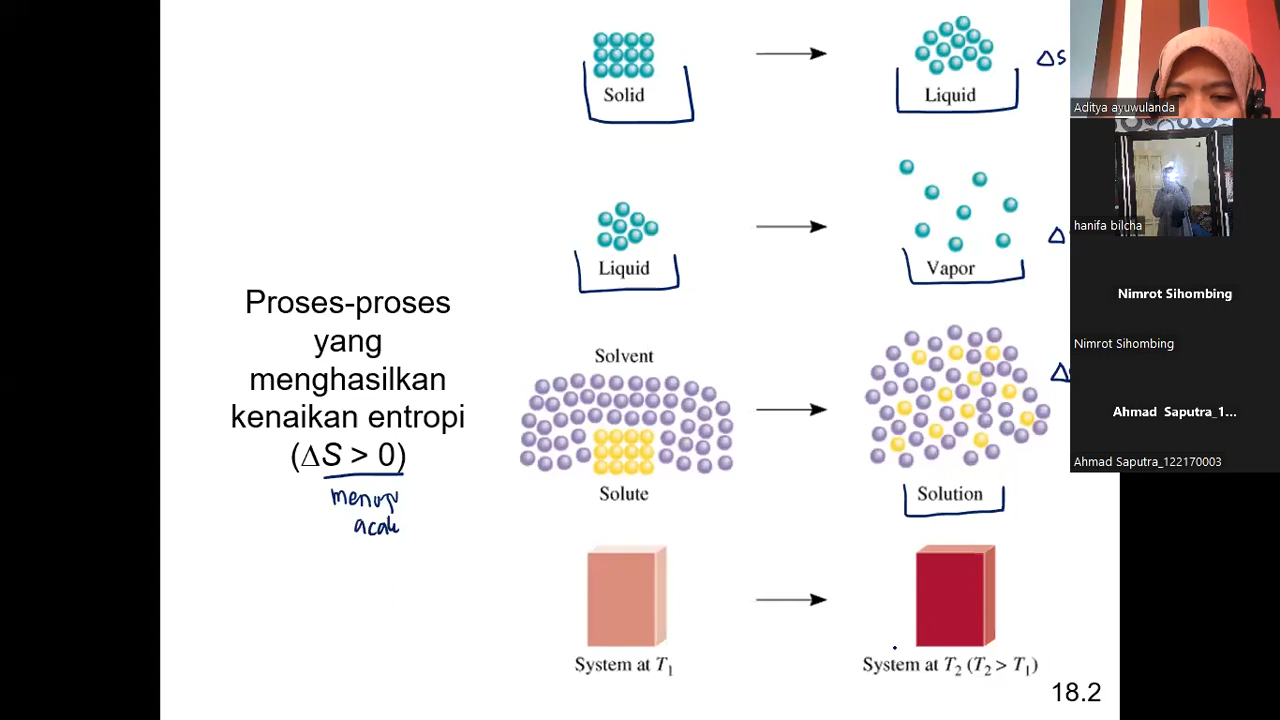 Solid
Liquid
ΔS
Aditya ayuwulanda
hanifa bilcha
Liquid
Vapor
Δ
Nimrot Sihombing
Nimrot Sihombing
Proses-proses
yang
menghasilkan
kenaikan entropi
(ΔS > 0)
menuju
acak
Solvent
Solute
Δ
Solution
Ahmad Saputra_1...
Ahmad Saputra_122170003
System at T₁
System at T₂ (T₂ > T₁)
18.2